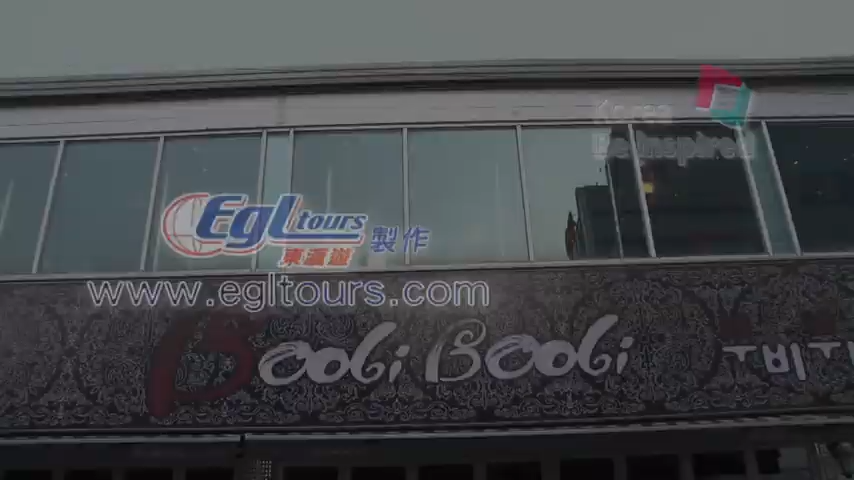 Korea
Be Inspired
EGL tours
東瀛遊 製作
www.egltours.com
Boobi Boobi